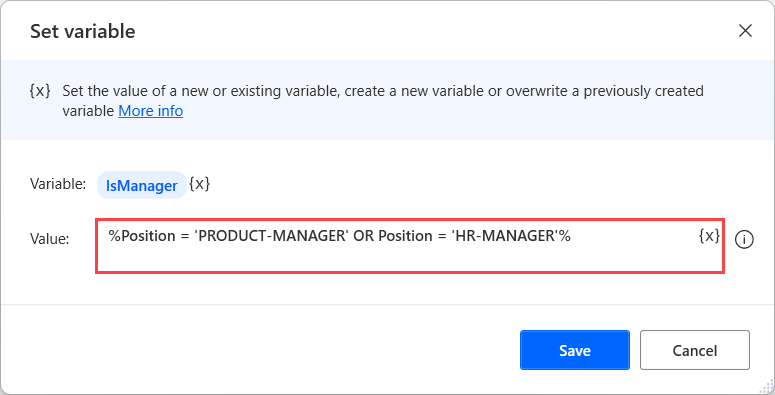 Set variable
{x} Set the value of a new or existing variable, create a new variable or overwrite a previously created
variable More info
Variable: IsManager {x}
Value: %Position = 'PRODUCT-MANAGER' OR Position = 'HR-MANAGER'% {x}
Save Cancel